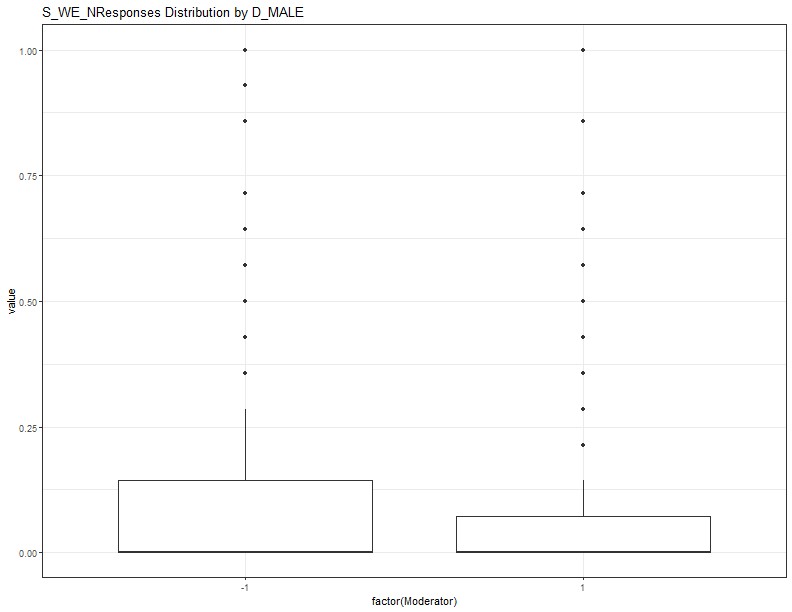 S_WE_NResponses Distribution by D_MALE
1.00
0.75
value
0.50
0.25
0.00
-1 1
factor(Moderator)